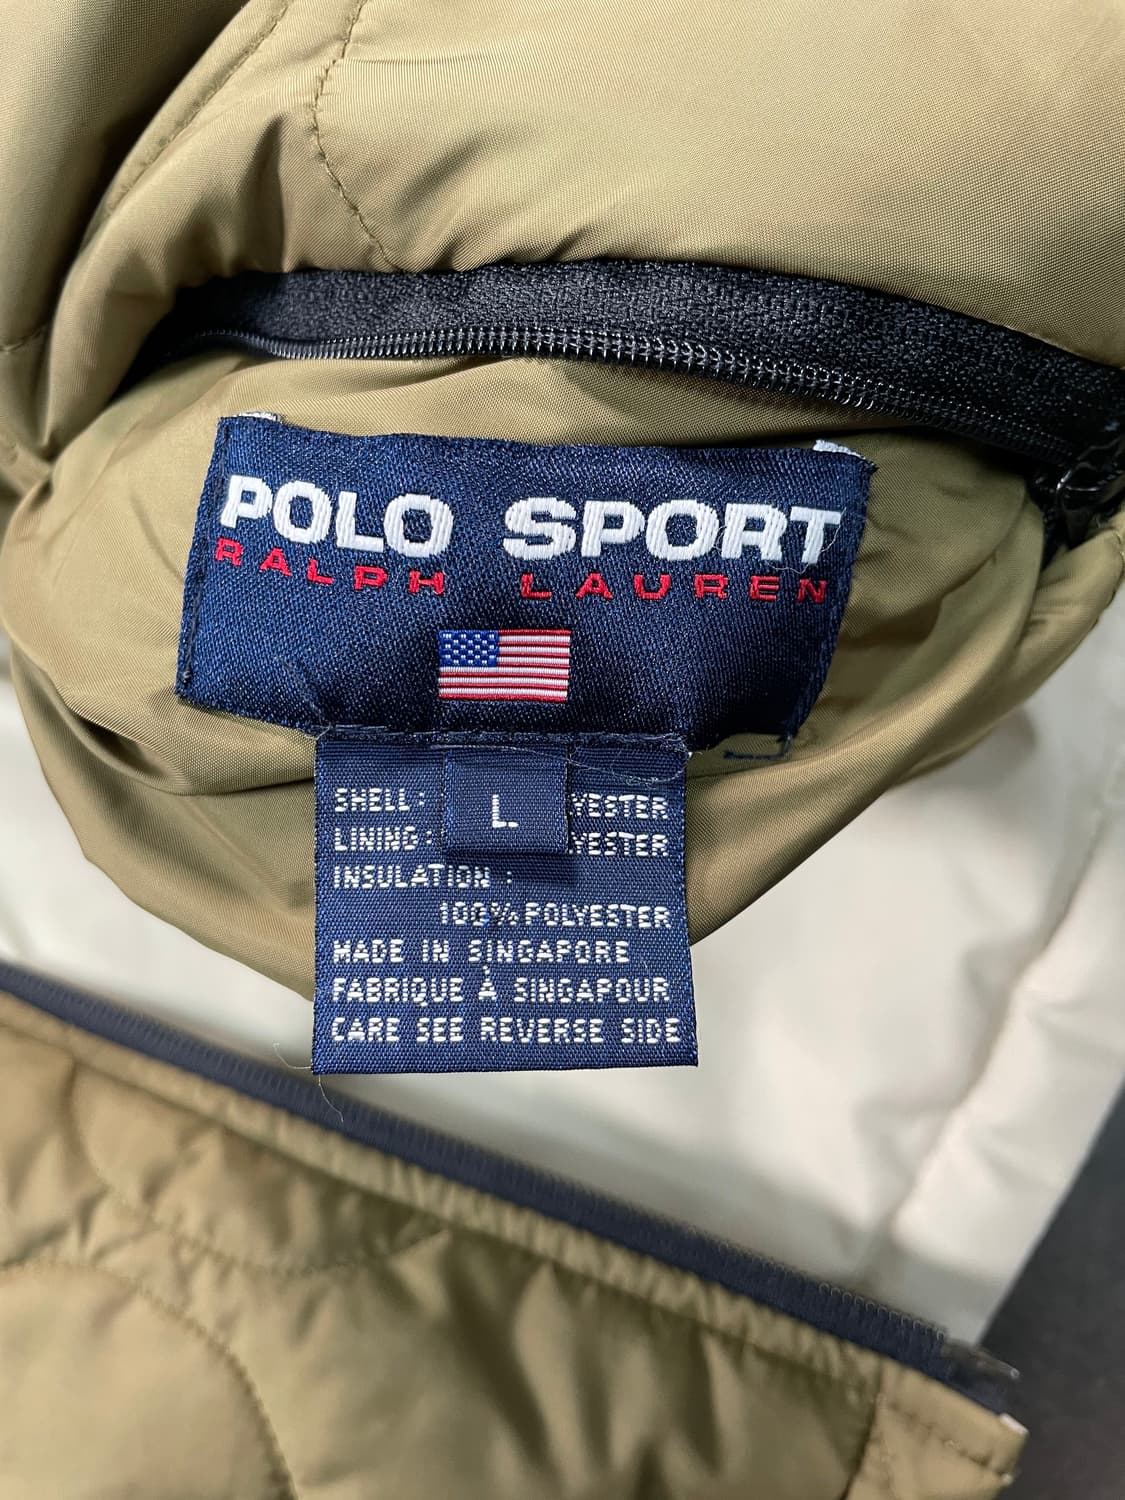 POLO SPORT
RALPH LAUREN
L
SHELL: YESTER
LINING: YESTER
INSULATION :
100% POLYESTER
MADE IN SINGAPORE
FABRIQUE À SINGAPOUR
CARE SEE REVERSE SIDE